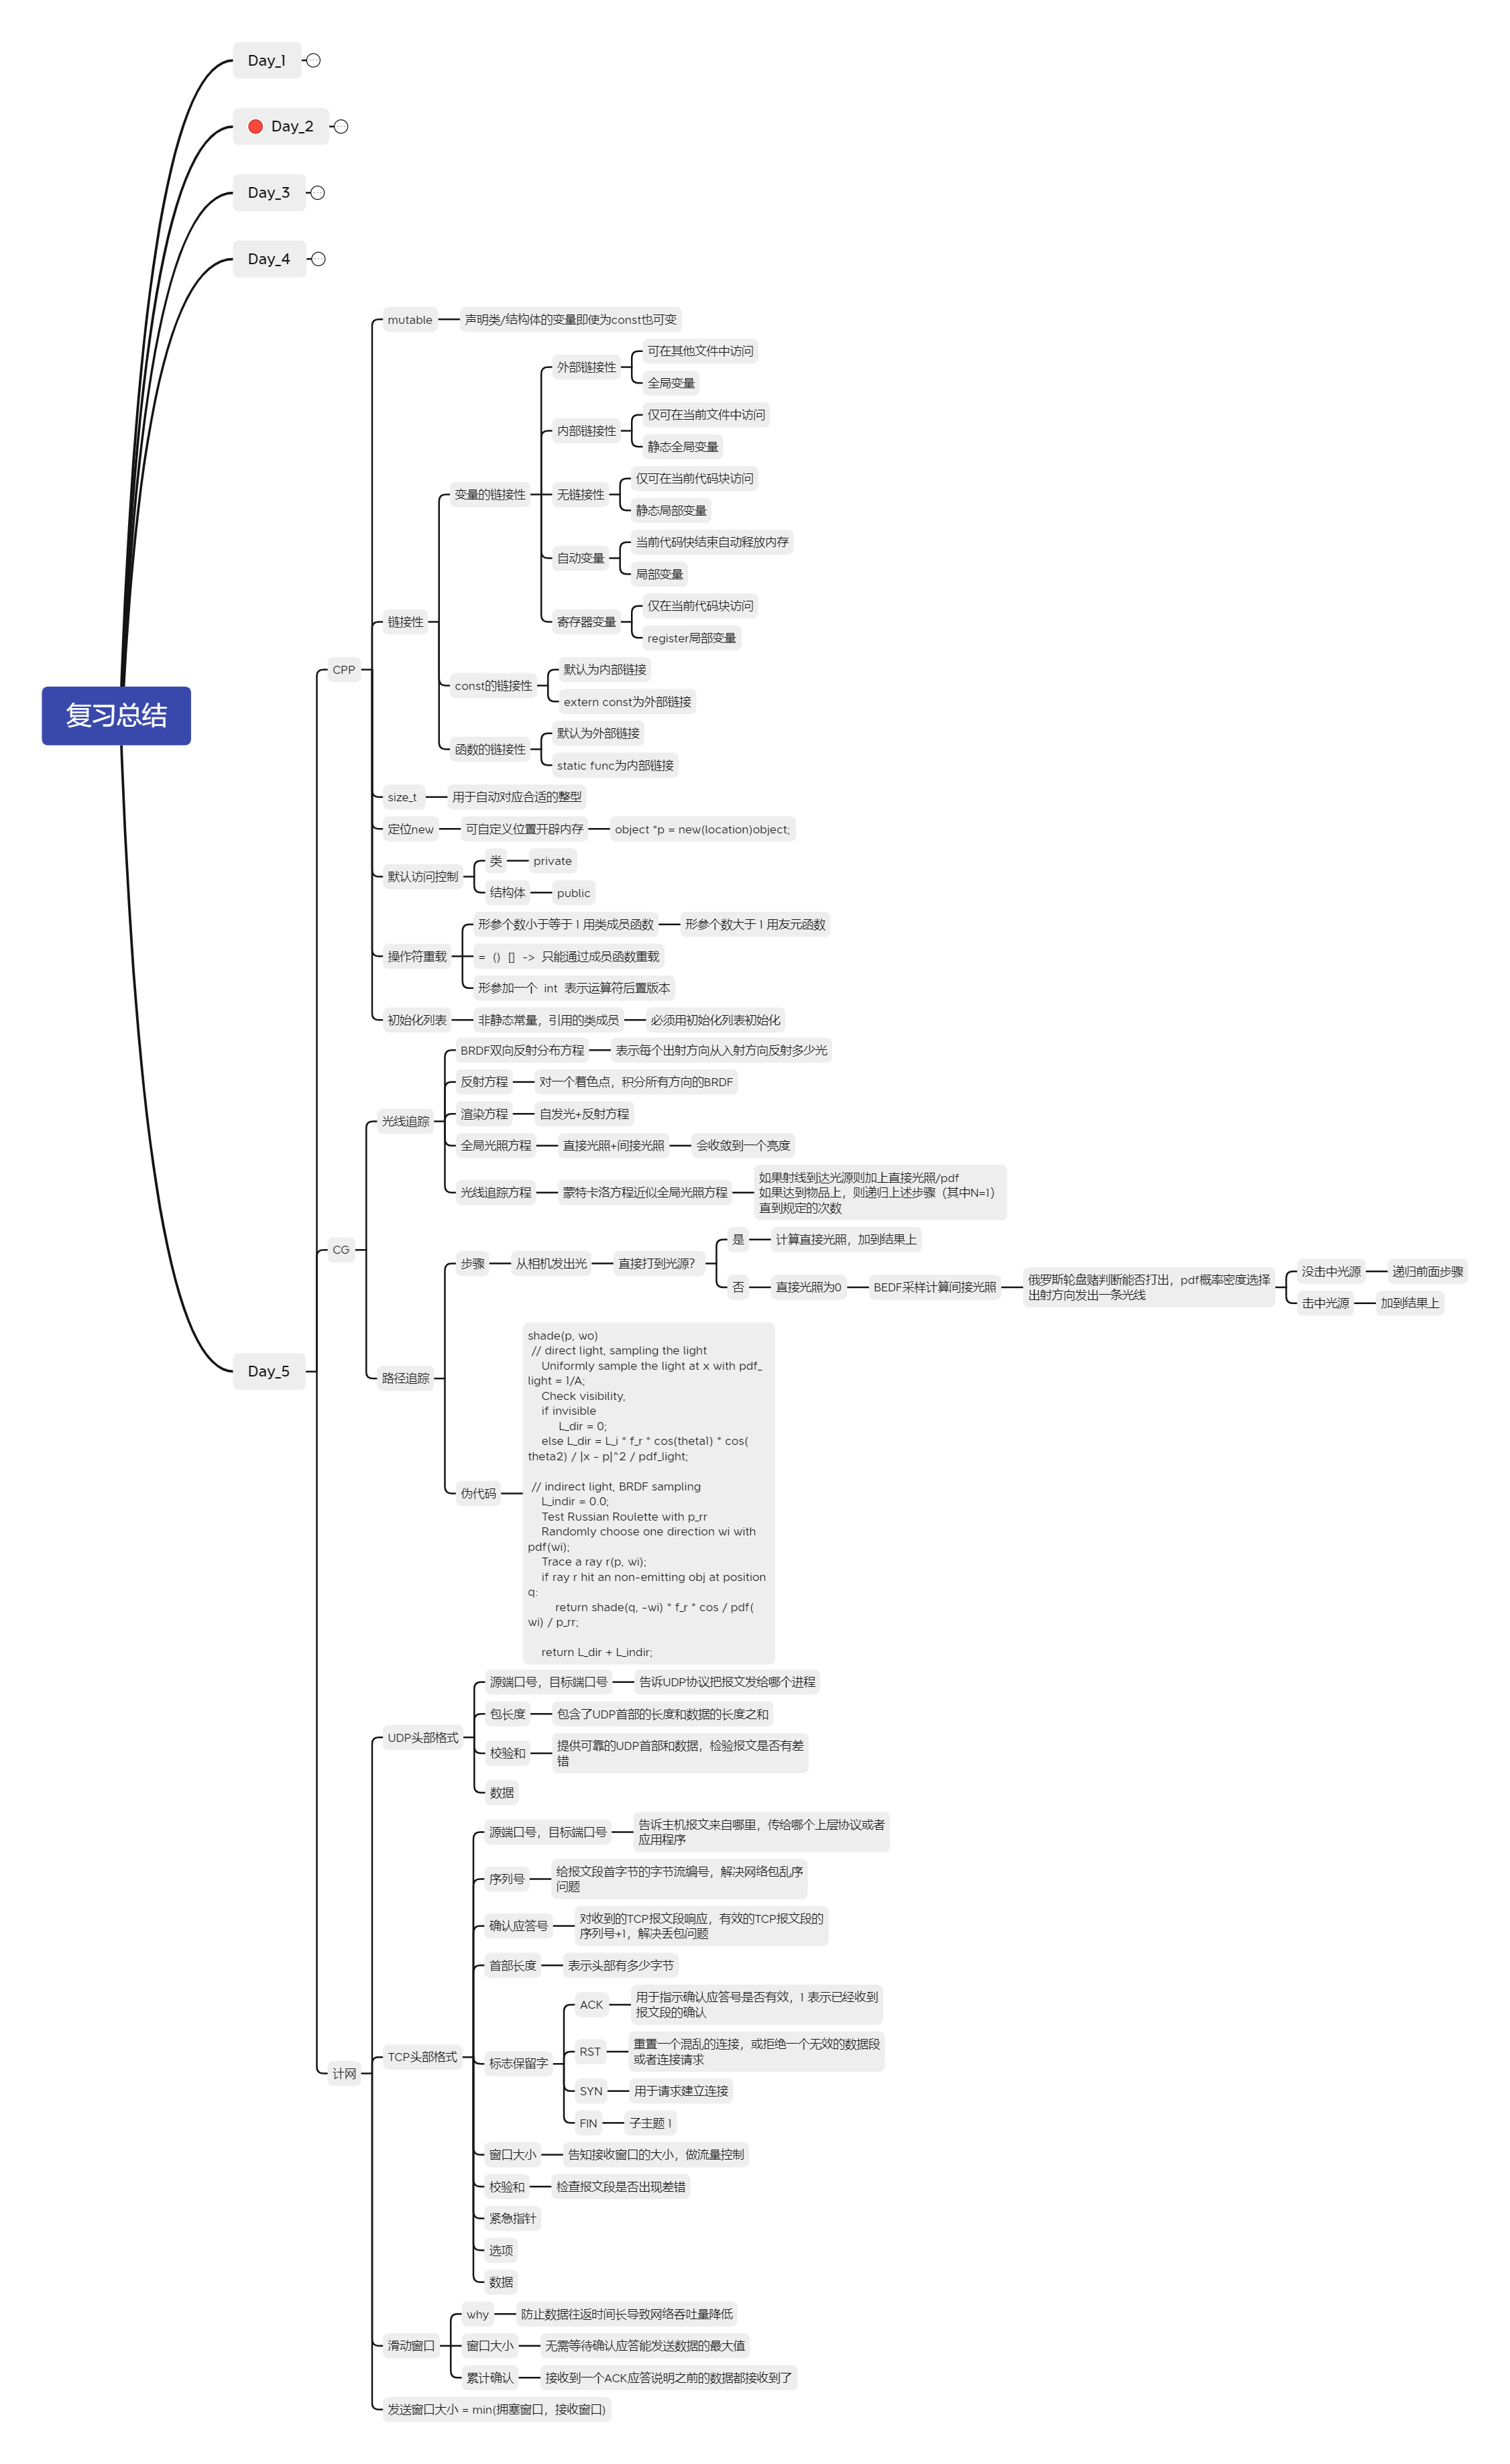 Day_1
Day_2
Day_3
Day_4
复习总结
Day_5
CPP
mutable
声明类/结构体的变量即使为const也可变
链接性
变量的链接性
外部链接性
可在其他文件中访问
全局变量
内部链接性
仅可在当前文件中访问
静态全局变量
无链接性
仅可在当前代码块访问
静态局部变量
自动变量
当前代码快结束自动释放内存
局部变量
寄存器变量
仅在当前代码块访问
register局部变量
const的链接性
默认为内部链接
extern const为外部链接
函数的链接性
默认为外部链接
static func为内部链接
size_t
用于自动对应合适的整型
定位new
可自定义位置开辟内存
object *p = new(location)object;
默认访问控制
类
private
结构体
public
操作符重载
形参个数小于等于 1 用类成员函数
形参个数大于 1 用友元函数
= () [] -> 只能通过成员函数重载
形参加一个 int 表示运算符后置版本
初始化列表
非静态常量，引用的类成员
必须用初始化列表初始化
CG
光线追踪
BRDF双向反射分布方程
表示每个出射方向从入射方向反射多少光
反射方程
对一个着色点，积分所有方向的BRDF
渲染方程
自发光+反射方程
全局光照方程
直接光照+间接光照
会收敛到一个亮度
光线追踪方程
蒙特卡洛方程近似全局光照方程
如果射线到达光源则加上直接光照/pdf
如果达到物品上，则递归上述步骤（其中N=1）
直到规定的次数
路径追踪
步骤
从相机发出光
直接打到光源？
是
计算直接光照，加到结果上
否
直接光照为0
BEDF采样计算间接光照
俄罗斯轮盘赌判断能否打出，pdf概率密度选择
出射方向发出一条光线
没击中光源
递归前面步骤
击中光源
加到结果上
伪代码
shade(p, wo)
// direct light, sampling the light
Uniformly sample the light at x with pdf_
light = 1/A;
Check visibility,
if invisible
L_dir = 0;
else L_dir = L_i * f_r * cos(theta1) * cos(
theta2) / |x - p|^2 / pdf_light;
// indirect light, BRDF sampling
L_indir = 0.0;
Test Russian Roulette with p_rr
Randomly choose one direction wi with
pdf(wi);
Trace a ray r(p, wi);
if ray r hit an non-emitting obj at position
q:
return shade(q, -wi) * f_r * cos / pdf(
wi) / p_rr;
return L_dir + L_indir;
计网
UDP头部格式
源端口号，目标端口号
告诉UDP协议把报文发给哪个进程
包长度
包含了UDP首部的长度和数据的长度之和
校验和
提供可靠的UDP首部和数据，检验报文是否有差
错
数据
TCP头部格式
源端口号，目标端口号
告诉主机报文来自哪里，传给哪个上层协议或者
应用程序
序列号
给报文段首字节的字节流编号，解决网络包乱序
问题
确认应答号
对收到的TCP报文段响应，有效的TCP报文段的
序列号+1，解决丢包问题
首部长度
表示头部有多少字节
标志保留字
ACK
用于指示确认应答号是否有效，1 表示已经收到
报文段的确认
RST
重置一个混乱的连接，或拒绝一个无效的数据段
或者连接请求
SYN
用于请求建立连接
FIN
子主题 1
窗口大小
告知接收窗口的大小，做流量控制
校验和
检查报文段是否出现差错
紧急指针
选项
数据
滑动窗口
why
防止数据往返时间长导致网络吞吐量降低
窗口大小
无需等待确认应答能发送数据的最大值
累计确认
接收到一个ACK应答说明之前的数据都接收到了
发送窗口大小 = min(拥塞窗口，接收窗口)